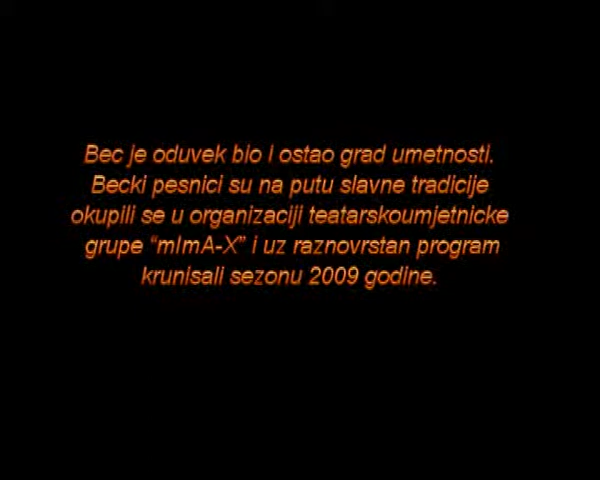 Bec je oduvek bio i ostao grad umetnosti.
Becki pesnici su na putu slavne tradicije
okupili se u organizaciji teatarskoumjetnicke
grupe “mImA-X” i uz raznovrstan program
krunisali sezonu 2009 godine.